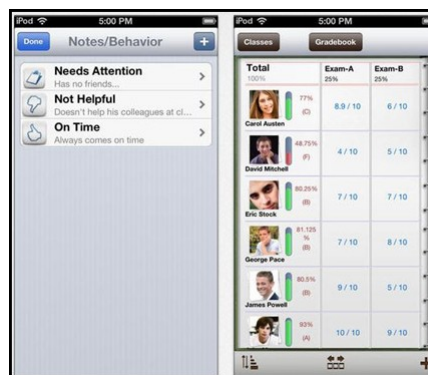 iPod 5:00 PM
Done Notes/Behavior +
Needs Attention
Has no friends...
Not Helpful
Doesn't help his colleagues at cl...
On Time
Always comes on time
iPod 5:00 PM
Classes Gradebook
Total Exam-A Exam-B
100% 25% 25%
77%
(C)
8.9 / 10 6 / 10
Carol Austen
48.75%
(F)
4 / 10 5 / 10
David Mitchell
80.25%
(B)
7 / 10 7 / 10
Eric Stock
81.125
%
(B)
7 / 10 8 / 10
George Pace
80.5%
(B)
9 / 10 5 / 10
James Powell
93%
(A)
10 / 10 9 / 10